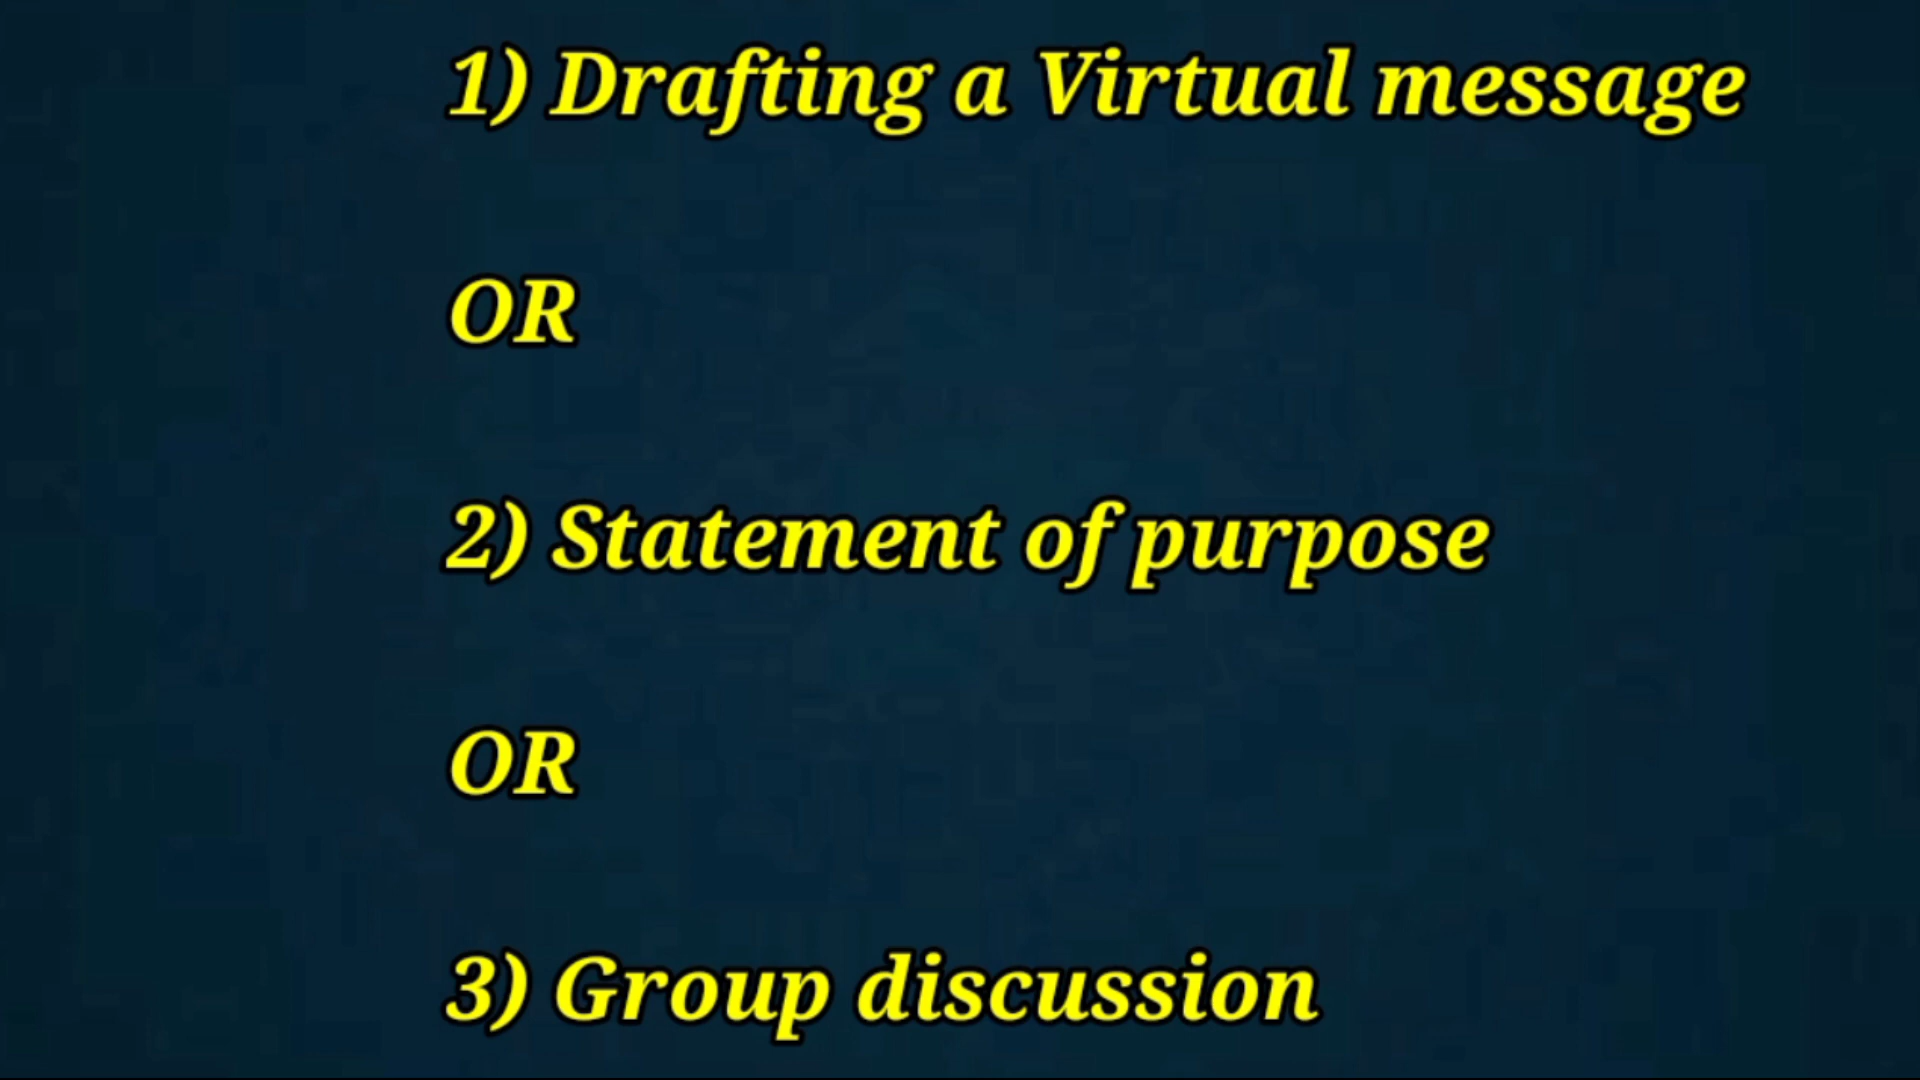 1) Drafting a Virtual message
OR
2) Statement of purpose
OR
3) Group discussion